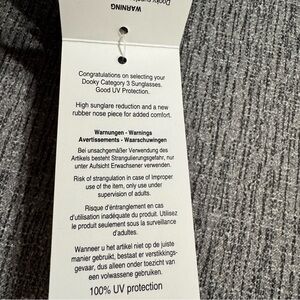 WARNING
Dooky
Congratulations on selecting your
Dooky Category 3 Sunglasses.
Good UV Protection.
High sunglare reduction and a new
rubber nose piece for added comfort.
Warnungen - Warnings
Avertissements - Waarschuwingen
Bei unsachgemäßer Verwendung des
Artikels besteht Strangulierungsgefahr, nur
unter Aufsicht Erwachsener verwenden.
Risk of strangulation in case of improper
use of the item, only use under
supervision of adults.
Risque d'étranglement en cas
d'utilisation inadéquate du produit. Utilisez
le produit seulement sous la surveillance
d'adultes.
Wanneer u het artikel niet op de juiste
manier gebruikt, bestaat er verstikkings-
gevaar, dus alleen onder toezicht van
een volwassene gebruiken.
100% UV protection